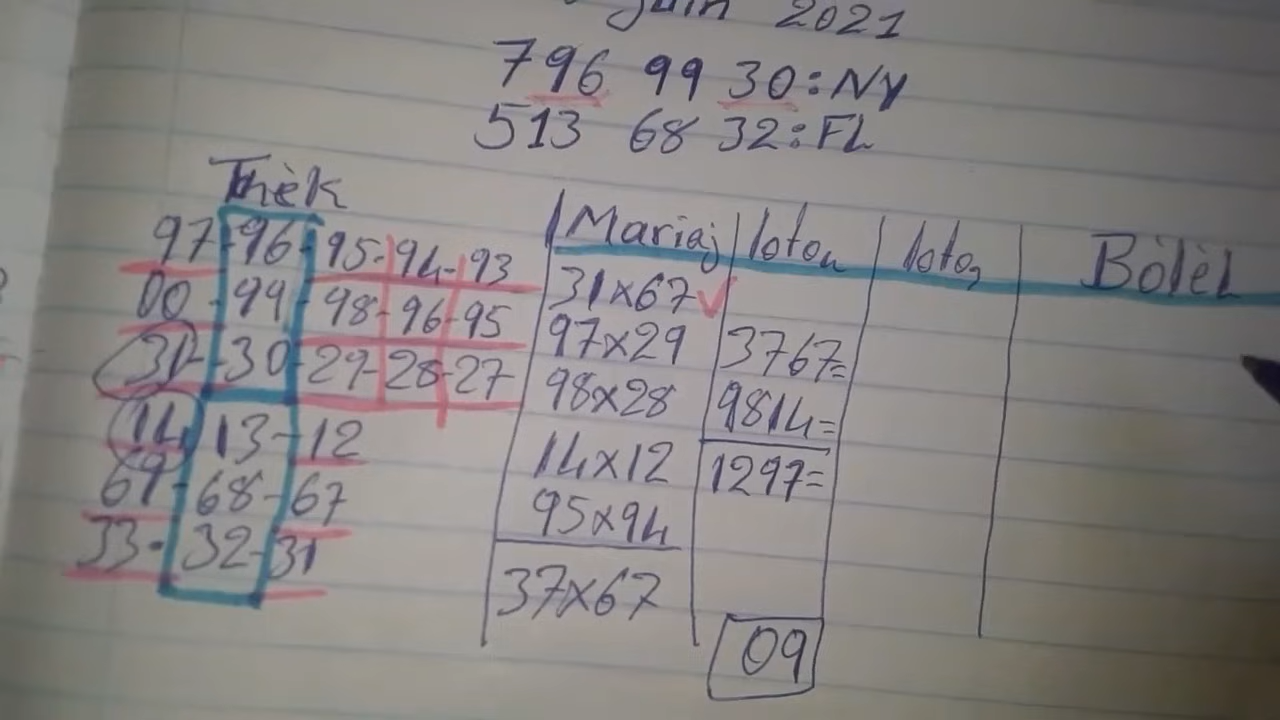 juin 2021
796 99 30 : NY
513 68 32 : FL
Trièk
97 - 96 - 95 - 94 - 93
00 - 99 - 98 - 96 - 95
31 - 30 - 29 - 28 - 27
14 13 - 12
69 - 68 - 67
33 - 32 - 31
Mariaj
31x67 ✓
97x29
98x28
14x12
95x94
37x67
loto4
3767=
9814=
1297=
09
Bòlèt